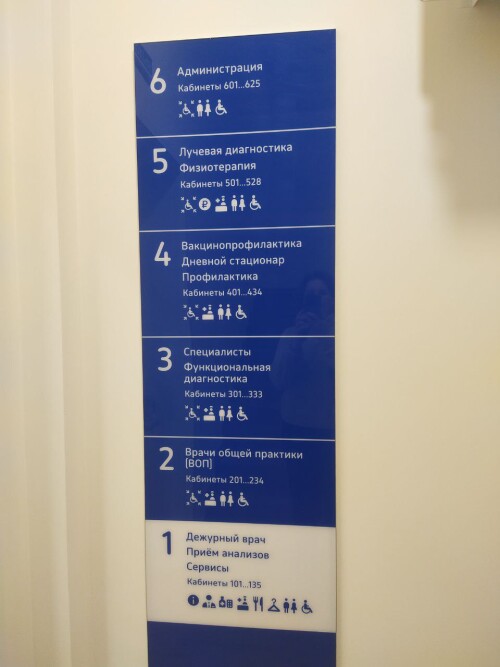 6
Администрация
Кабинеты 601...625
5
Лучевая диагностика
Физиотерапия
Кабинеты 501...528
4
Вакцинопрофилактика
Дневной стационар
Профилактика
Кабинеты 401...434
3
Специалисты
Функциональная
диагностика
Кабинеты 301...333
2
Врачи общей практики
(ВОП)
Кабинеты 201...234
1
Дежурный врач
Приём анализов
Сервисы
Кабинеты 101...135